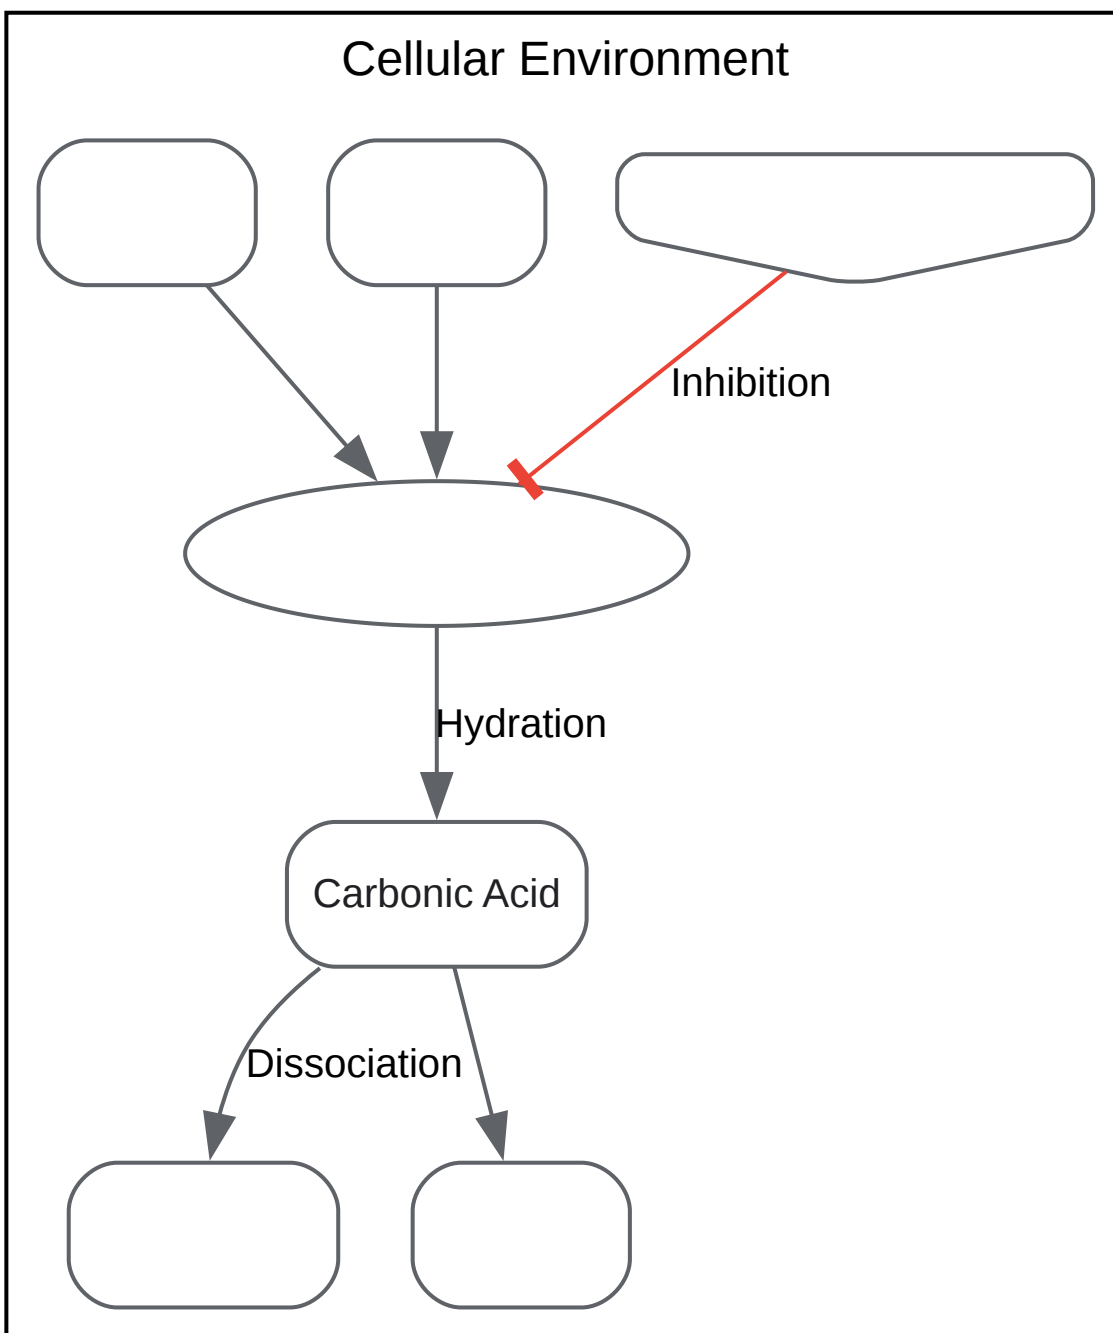 Cellular Environment
Inhibition
Hydration
Carbonic Acid
Dissociation